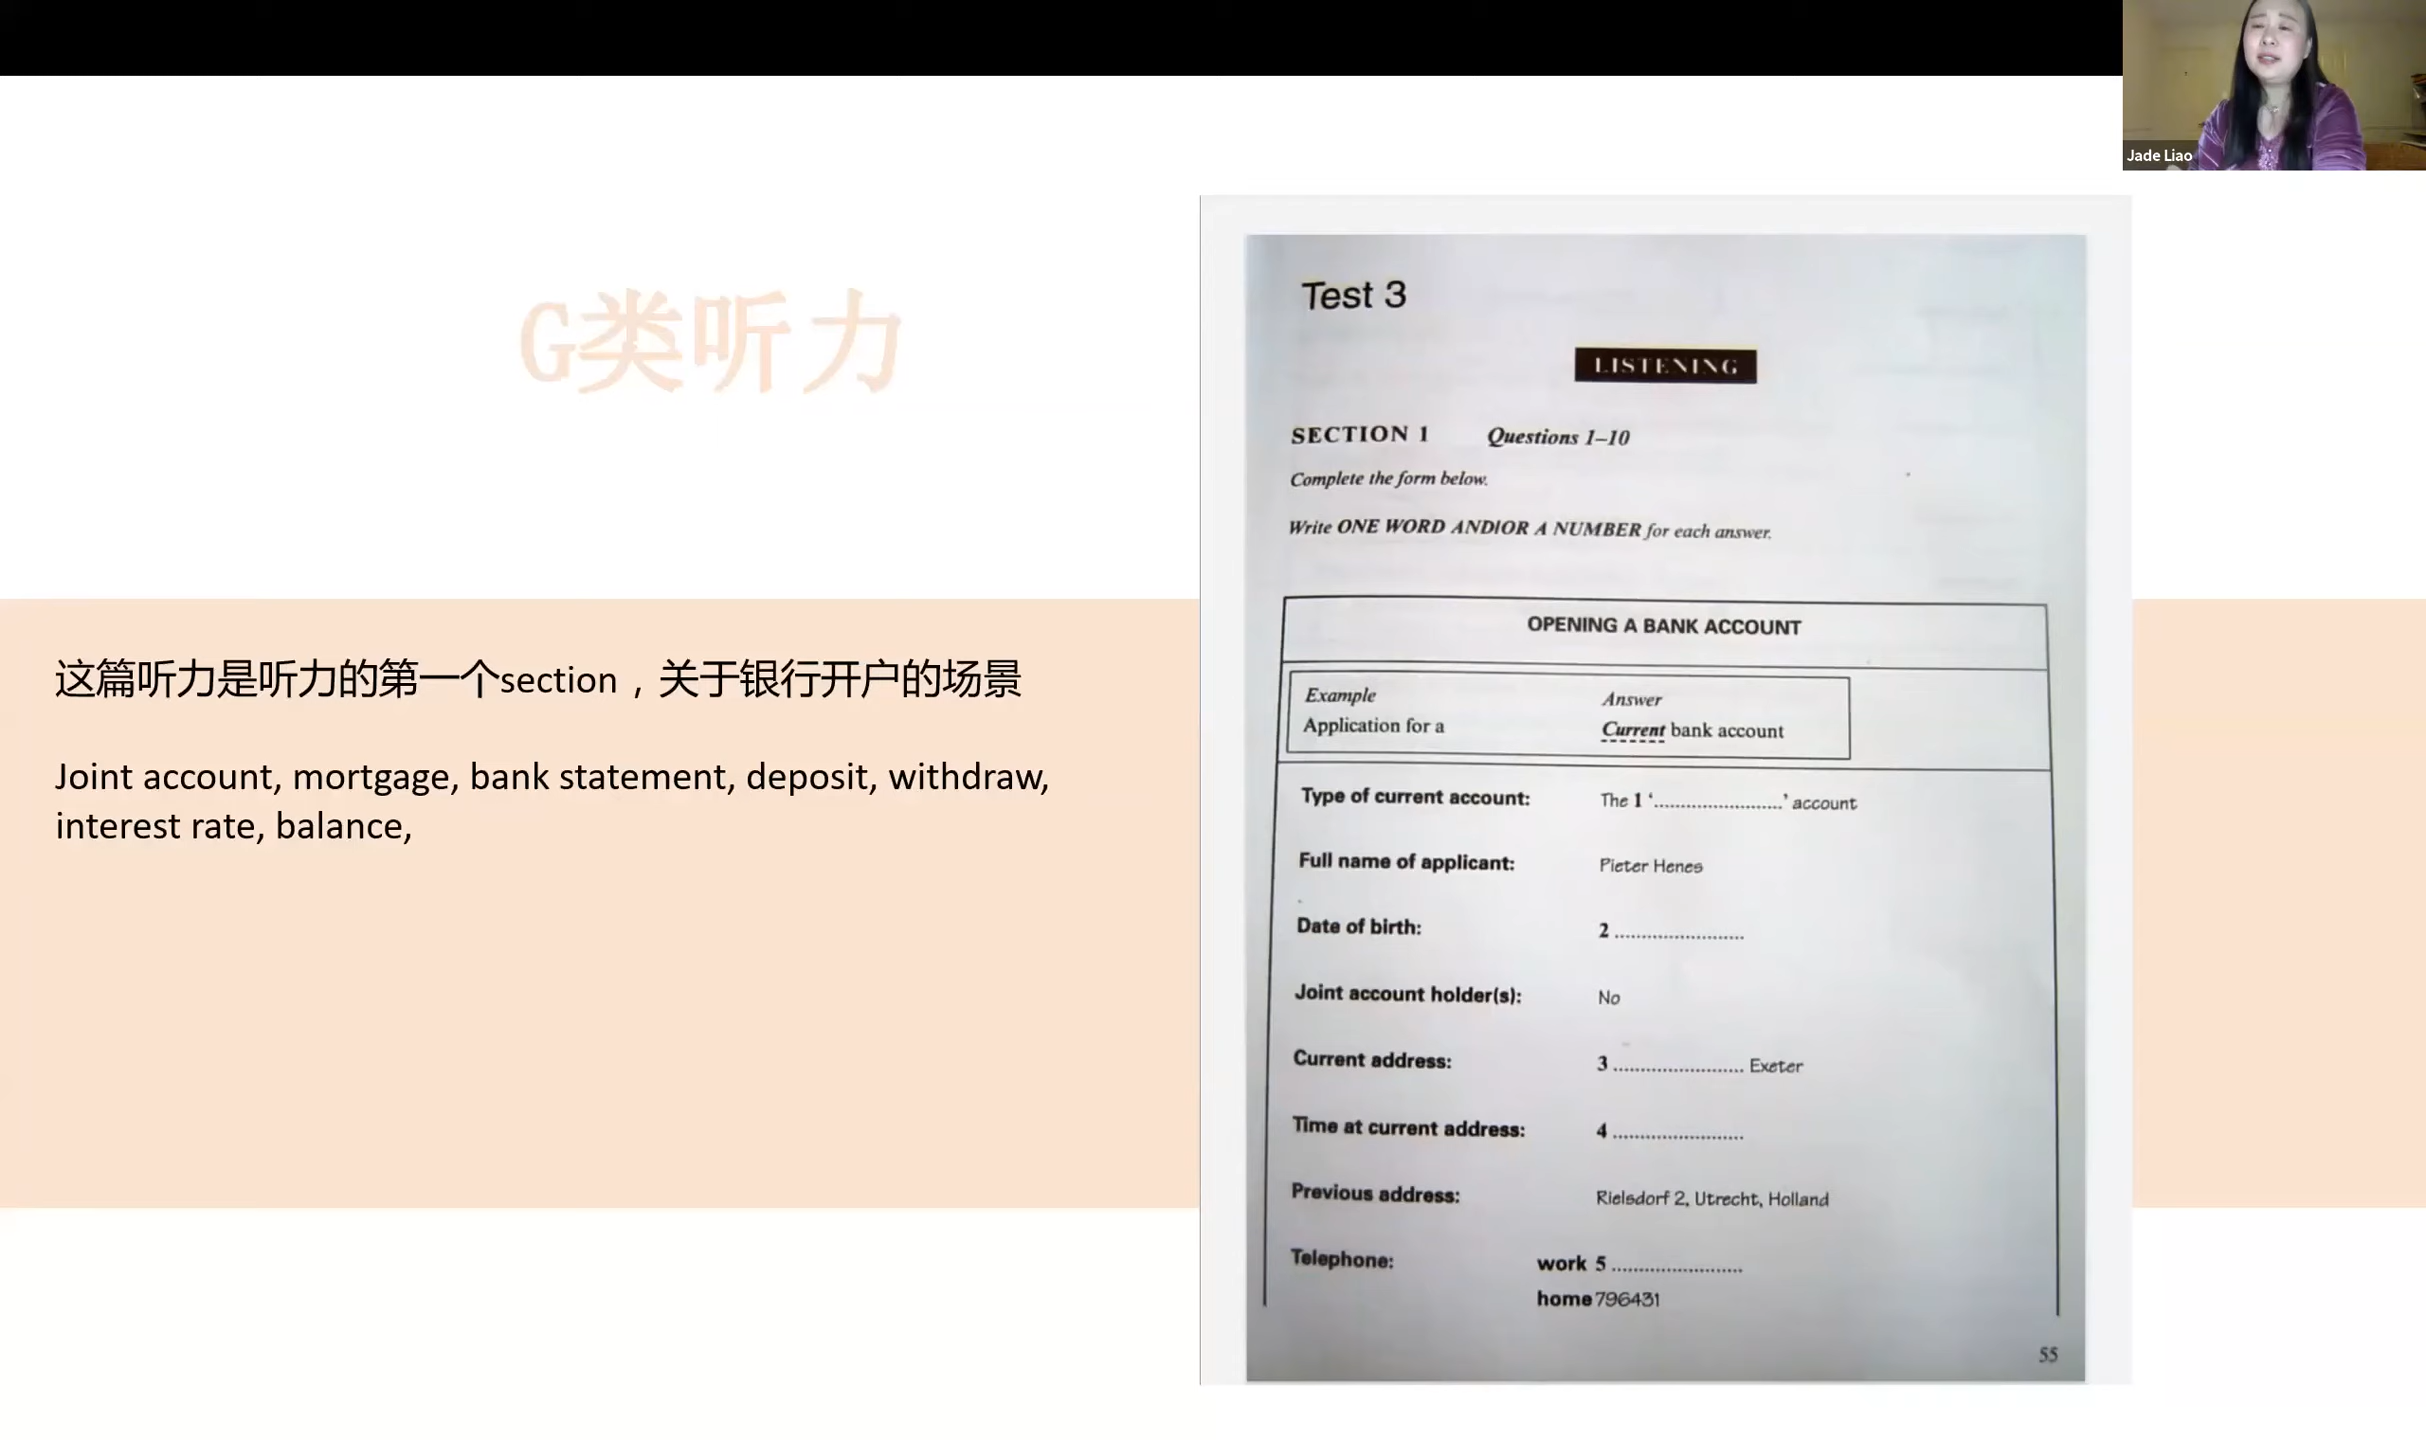 Jade Liao
G类听力
这篇听力是听力的第一个section，关于银行开户的场景
Joint account, mortgage, bank statement, deposit, withdraw,
interest rate, balance,
Test 3
LISTENING
SECTION 1 Questions 1–10
Complete the form below.
Write ONE WORD AND/OR A NUMBER for each answer.
OPENING A BANK ACCOUNT
Example Answer
Application for a Current bank account
Type of current account: The 1 ‘........................’ account
Full name of applicant: Pieter Henes
Date of birth: 2 ........................
Joint account holder(s): No
Current address: 3 ........................ Exeter
Time at current address: 4 ........................
Previous address: Rielsdorf 2, Utrecht, Holland
Telephone: work 5 ........................
home 796431
55